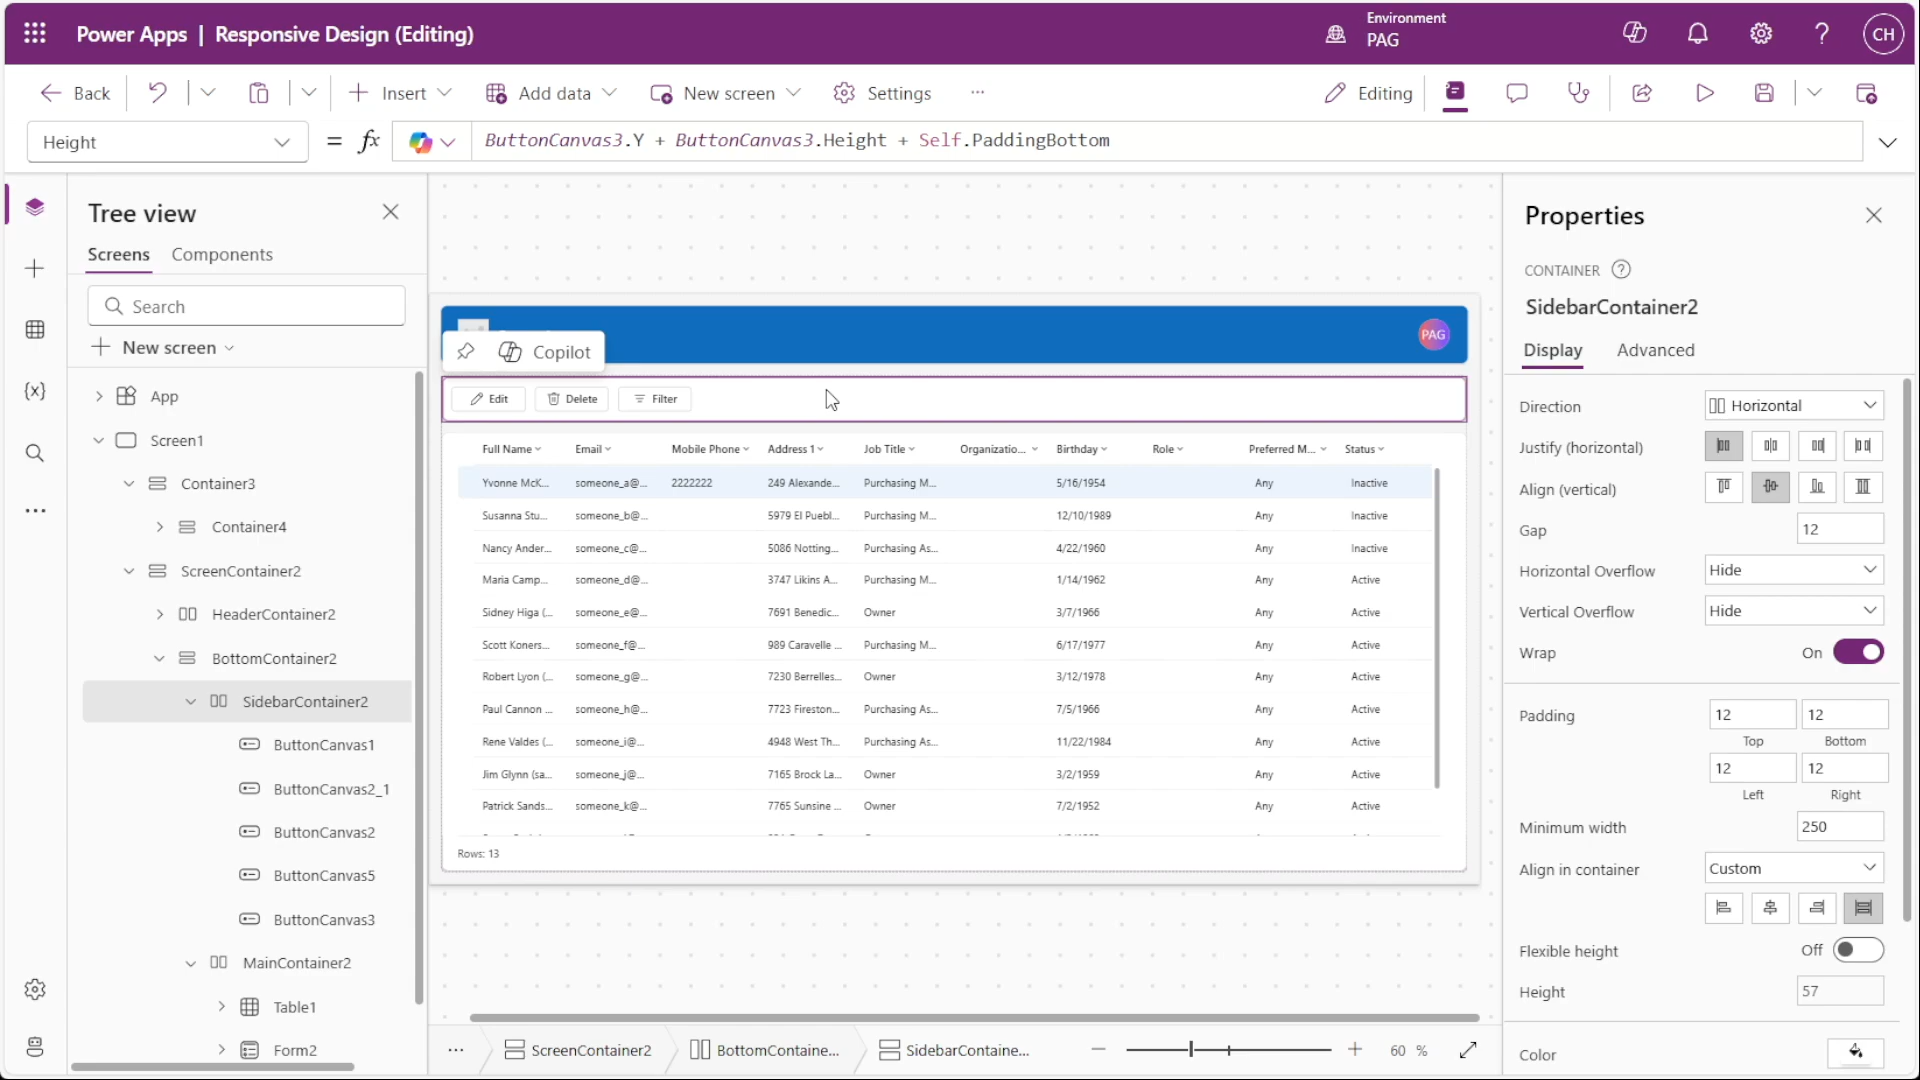 Power Apps | Responsive Design (Editing)
Environment
PAG
CH
Back
Insert
Add data
New screen
Settings
...
Editing
Height
= fx
ButtonCanvas3.Y + ButtonCanvas3.Height + Self.PaddingBottom
Tree view
Screens
Components
Search
New screen
App
Screen1
Container3
Container4
ScreenContainer2
HeaderContainer2
BottomContainer2
SidebarContainer2
ButtonCanvas1
ButtonCanvas2_1
ButtonCanvas2
ButtonCanvas5
ButtonCanvas3
MainContainer2
Table1
Form2
Copilot
PAG
Edit
Delete
Filter
Full Name Email Mobile Phone Address 1 Job Title Organizatio... Birthday Role Preferred M... Status
Yvonne McK... someone_a@... 2222222 249 Alexande... Purchasing M... 5/16/1954 Any Inactive
Susanna Stu... someone_b@... 5979 El Puebl... Purchasing M... 12/10/1989 Any Inactive
Nancy Ander... someone_c@... 5086 Notting... Purchasing As... 4/22/1960 Any Inactive
Maria Camp... someone_d@... 3747 Likins A... Purchasing M... 1/14/1962 Any Active
Sidney Higa (... someone_e@... 7691 Benedic... Owner 3/7/1966 Any Active
Scott Koners... someone_f@... 989 Caravelle ... Purchasing M... 6/17/1977 Any Active
Robert Lyon (... someone_g@... 7230 Berrelles... Owner 3/12/1978 Any Active
Paul Cannon ... someone_h@... 7723 Fireston... Purchasing As... 7/5/1966 Any Active
Rene Valdes (... someone_i@... 4948 West Th... Purchasing As... 11/22/1984 Any Active
Jim Glynn (sa... someone_j@... 7165 Brock La... Owner 3/2/1959 Any Active
Patrick Sands... someone_k@... 7765 Sunsine ... Owner 7/2/1952 Any Active
Rows: 13
... ScreenContainer2 BottomContaine... SidebarContaine... 60 %
Properties
CONTAINER
SidebarContainer2
Display
Advanced
Direction
Horizontal
Justify (horizontal)
Align (vertical)
Gap
12
Horizontal Overflow
Hide
Vertical Overflow
Hide
Wrap
On
Padding
12 12
Top Bottom
12 12
Left Right
Minimum width
250
Align in container
Custom
Flexible height
Off
Height
57
Color